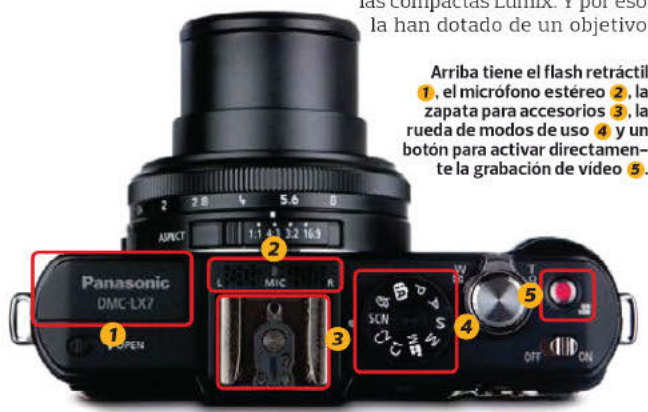 las compactas Lumix. Y por eso
la han dotado de un objetivo
Arriba tiene el flash retráctil
1, el micrófono estéreo 2, la
zapata para accesorios 3, la
rueda de modos de uso 4 y un
botón para activar directamen-
te la grabación de vídeo 5.
2 2.8 4 5.6 8
ASPECT 1:1 4:3 3:2 16:9
2
L MIC R
Panasonic
DMC-LX7
1
OPEN
3
SCN P A S M C1 C2
4
W T
5
OFF ON